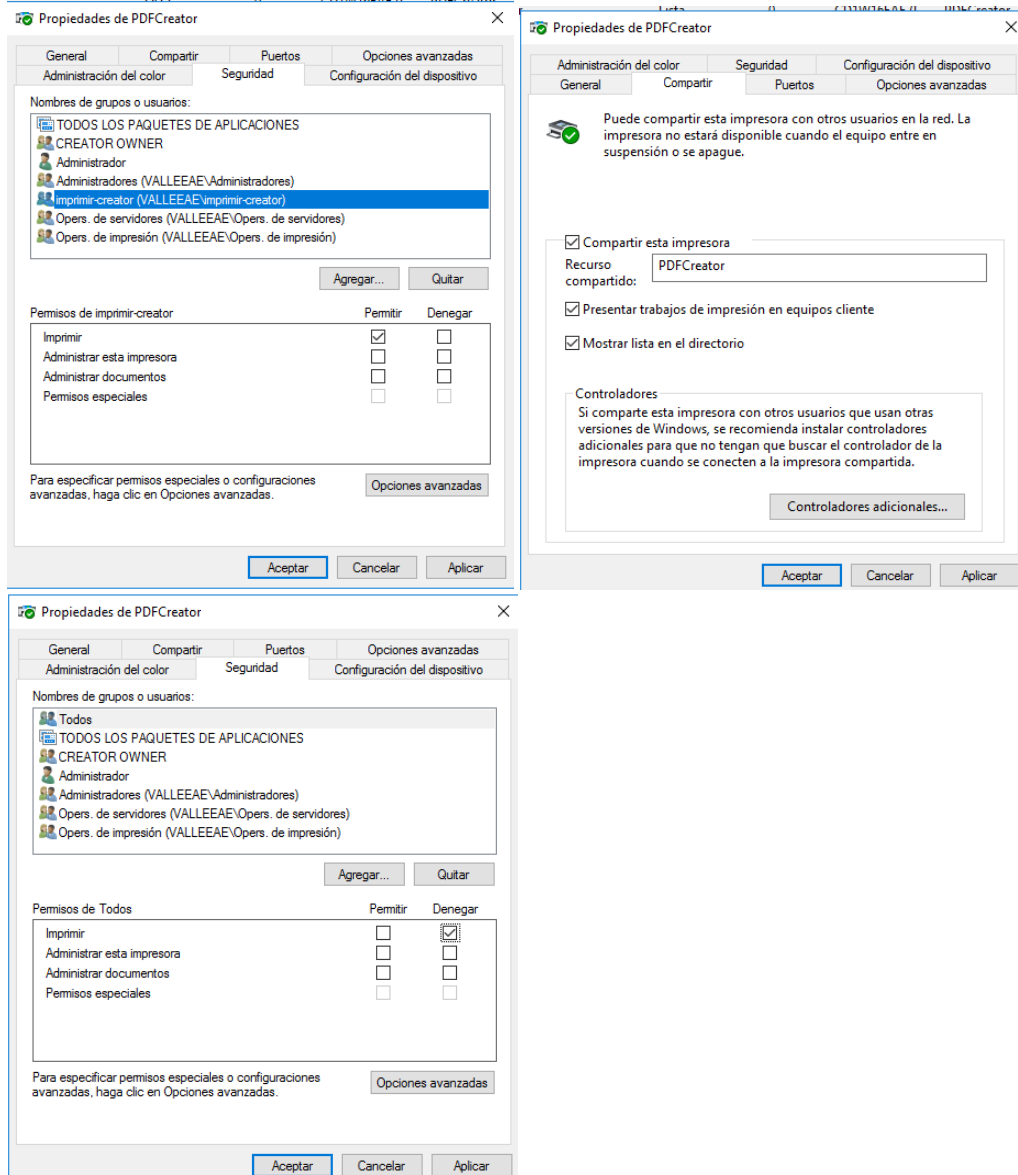 Propiedades de PDFCreator
General Compartir Puertos Opciones avanzadas
Administración del color Seguridad Configuración del dispositivo
Nombres de grupos o usuarios:
TODOS LOS PAQUETES DE APLICACIONES
CREATOR OWNER
Administrador
Administradores (VALLEEAE\Administradores)
imprimir-creator (VALLEEAE\imprimir-creator)
Opers. de servidores (VALLEEAE\Opers. de servidores)
Opers. de impresión (VALLEEAE\Opers. de impresión)
Agregar... Quitar
Permisos de imprimir-creator Permitir Denegar
Imprimir
Administrar esta impresora
Administrar documentos
Permisos especiales
Para especificar permisos especiales o configuraciones
avanzadas, haga clic en Opciones avanzadas.
Opciones avanzadas
Aceptar Cancelar Aplicar
Propiedades de PDFCreator
Administración del color Seguridad Configuración del dispositivo
General Compartir Puertos Opciones avanzadas
Puede compartir esta impresora con otros usuarios en la red. La
impresora no estará disponible cuando el equipo entre en
suspensión o se apague.
Compartir esta impresora
Recurso
compartido:
PDFCreator
Presentar trabajos de impresión en equipos cliente
Mostrar lista en el directorio
Controladores
Si comparte esta impresora con otros usuarios que usan otras
versiones de Windows, se recomienda instalar controladores
adicionales para que no tengan que buscar el controlador de la
impresora cuando se conecten a la impresora compartida.
Controladores adicionales...
Aceptar Cancelar Aplicar
Propiedades de PDFCreator
General Compartir Puertos Opciones avanzadas
Administración del color Seguridad Configuración del dispositivo
Nombres de grupos o usuarios:
Todos
TODOS LOS PAQUETES DE APLICACIONES
CREATOR OWNER
Administrador
Administradores (VALLEEAE\Administradores)
Opers. de servidores (VALLEEAE\Opers. de servidores)
Opers. de impresión (VALLEEAE\Opers. de impresión)
Agregar... Quitar
Permisos de Todos Permitir Denegar
Imprimir
Administrar esta impresora
Administrar documentos
Permisos especiales
Para especificar permisos especiales o configuraciones
avanzadas, haga clic en Opciones avanzadas.
Opciones avanzadas
Aceptar Cancelar Aplicar